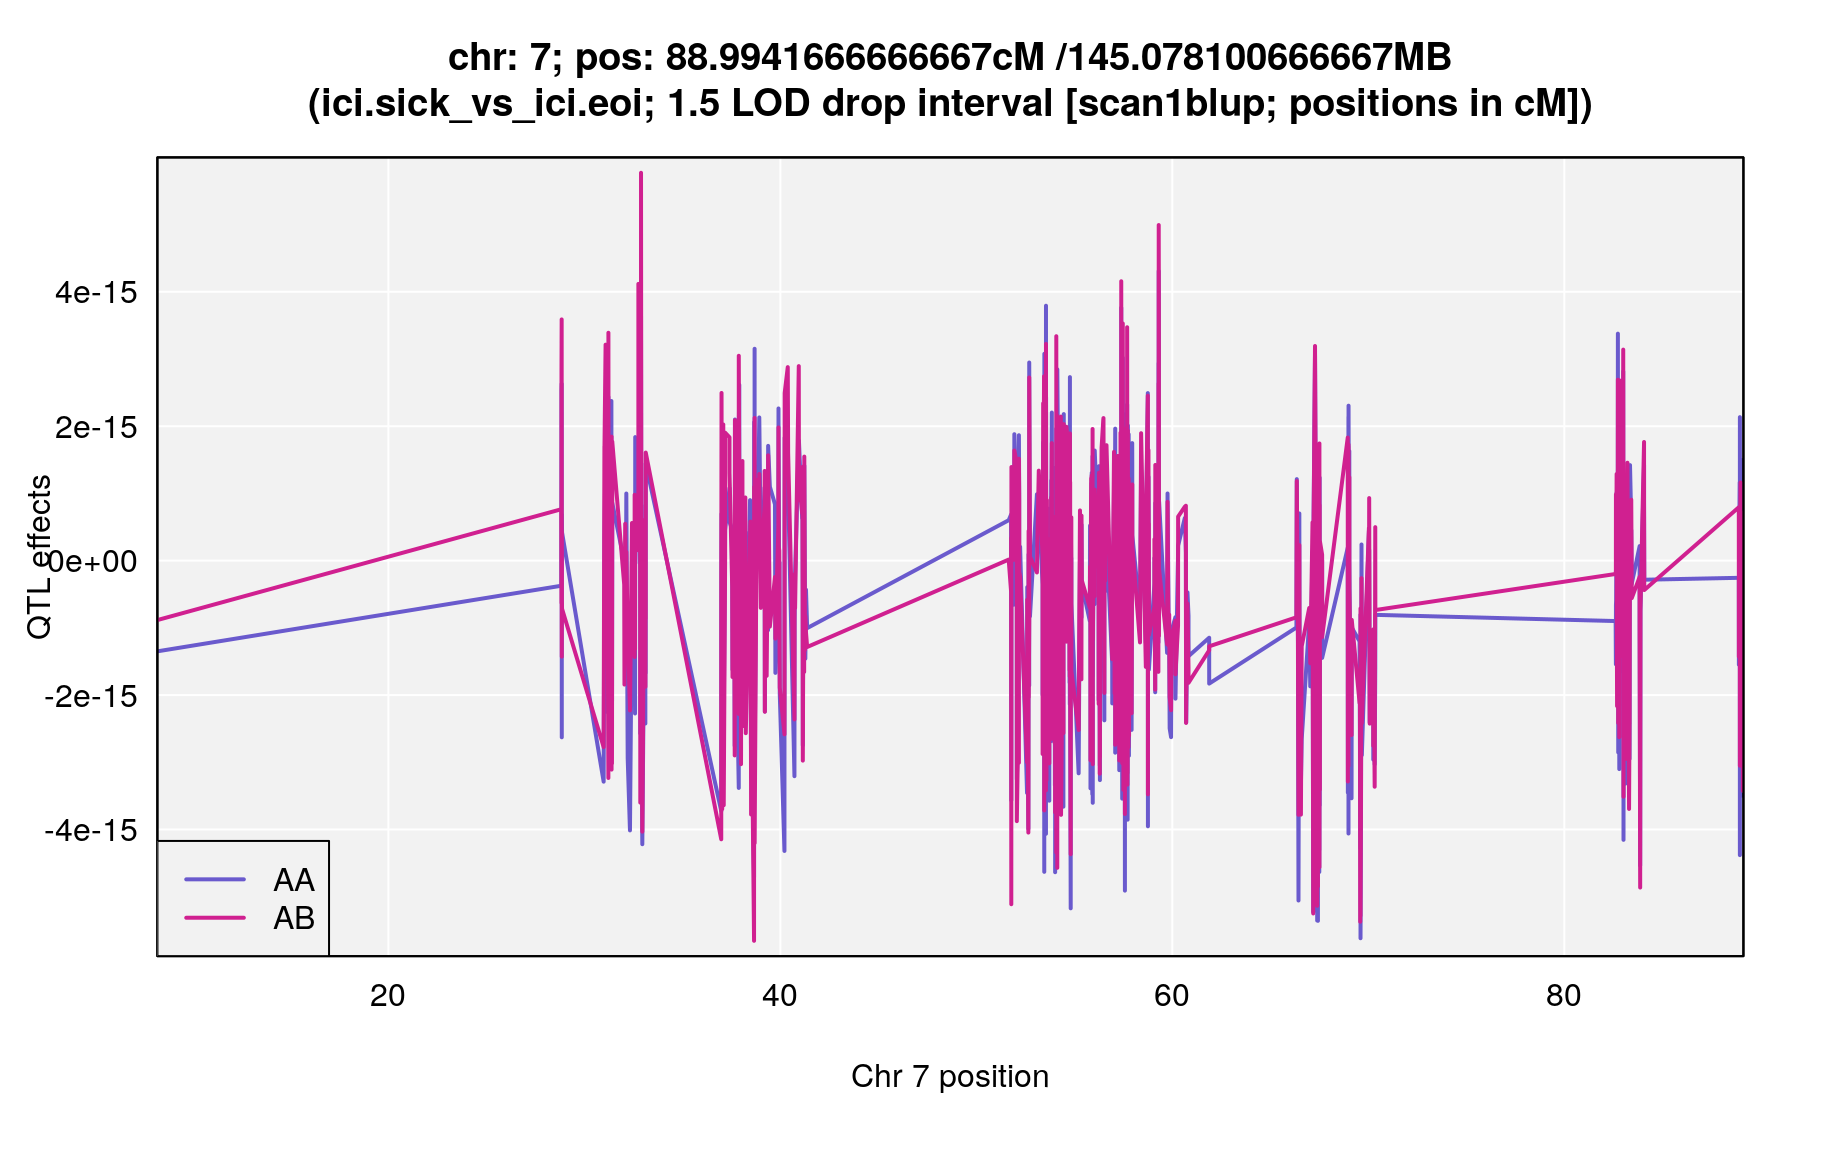 chr: 7; pos: 88.9941666666667cM /145.078100666667MB
(ici.sick_vs_ici.eoi; 1.5 LOD drop interval [scan1blup; positions in cM])
4e-15
2e-15
0e+00
-2e-15
-4e-15
QTL effects
AA
AB
20
40
60
80
Chr 7 position